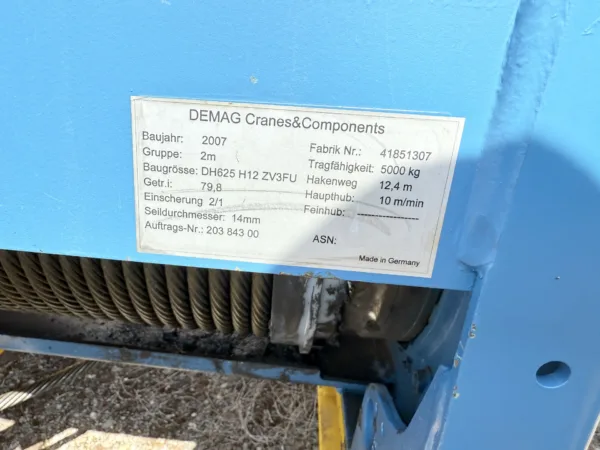 DEMAG Cranes&Components
Baujahr: 2007 Fabrik Nr.: 41851307
Gruppe: 2m Tragfähigkeit: 5000 kg
Baugrösse: DH625 H12 ZV3FU Hakenweg 12,4 m
Getr.i: 79,8 Haupthub: 10 m/min
Einscherung 2/1 Feinhub: --------------------
Seildurchmesser: 14mm
Auftrags-Nr.: 203 843 00 ASN:
Made in Germany